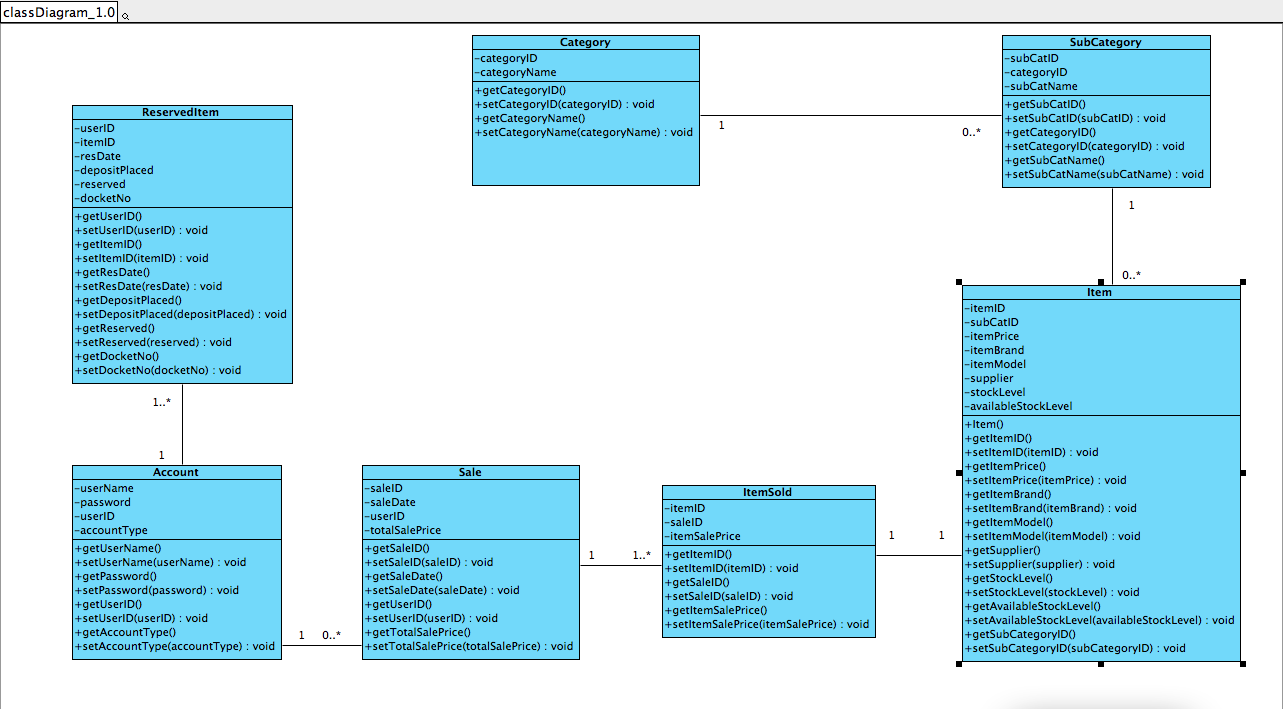 classDiagram_1.0
Category
-categoryID
-categoryName
+getCategoryID()
+setCategoryID(categoryID) : void
+getCategoryName()
+setCategoryName(categoryName) : void
1
0..*
SubCategory
-subCatID
-categoryID
-subCatName
+getSubCatID()
+setSubCatID(subCatID) : void
+getCategoryID()
+setCategoryID(categoryID) : void
+getSubCatName()
+setSubCatName(subCatName) : void
1
0..*
ReservedItem
-userID
-itemID
-resDate
-depositPlaced
-reserved
-docketNo
+getUserID()
+setUserID(userID) : void
+getItemID()
+setItemID(itemID) : void
+getResDate()
+setResDate(resDate) : void
+getDepositPlaced()
+setDepositPlaced(depositPlaced) : void
+getReserved()
+setReserved(reserved) : void
+getDocketNo()
+setDocketNo(docketNo) : void
1..*
1
Account
-userName
-password
-userID
-accountType
+getUserName()
+setUserName(userName) : void
+getPassword()
+setPassword(password) : void
+getUserID()
+setUserID(userID) : void
+getAccountType()
+setAccountType(accountType) : void
1
0..*
Sale
-saleID
-saleDate
-userID
-totalSalePrice
+getSaleID()
+setSaleID(saleID) : void
+getSaleDate()
+setSaleDate(saleDate) : void
+getUserID()
+setUserID(userID) : void
+getTotalSalePrice()
+setTotalSalePrice(totalSalePrice) : void
1
1..*
ItemSold
-itemID
-saleID
-itemSalePrice
+getItemID()
+setItemID(itemID) : void
+getSaleID()
+setSaleID(saleID) : void
+getItemSalePrice()
+setItemSalePrice(itemSalePrice) : void
1
1
Item
-itemID
-subCatID
-itemPrice
-itemBrand
-itemModel
-supplier
-stockLevel
-availableStockLevel
+Item()
+getItemID()
+setItemID(itemID) : void
+getItemPrice()
+setItemPrice(itemPrice) : void
+getItemBrand()
+setItemBrand(itemBrand) : void
+getItemModel()
+setItemModel(itemModel) : void
+getSupplier()
+setSupplier(supplier) : void
+getStockLevel()
+setStockLevel(stockLevel) : void
+getAvailableStockLevel()
+setAvailableStockLevel(availableStockLevel) : void
+getSubCategoryID()
+setSubCategoryID(subCategoryID) : void